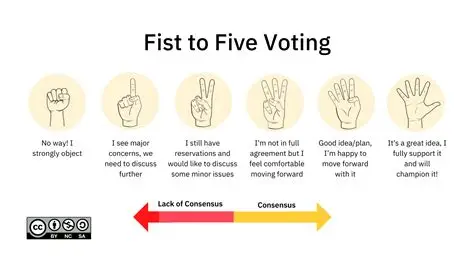 Fist to Five Voting
No way! I
strongly object
I see major
concerns, we
need to discuss
further
I still have
reservations and
would like to discuss
some minor issues
I'm not in full
agreement but I
feel comfortable
moving forward
Good idea/plan,
I'm happy to
move forward
with it
It's a great idea, I
fully support it
and will
champion it!
Lack of Consensus
Consensus
CC
BY NC SA